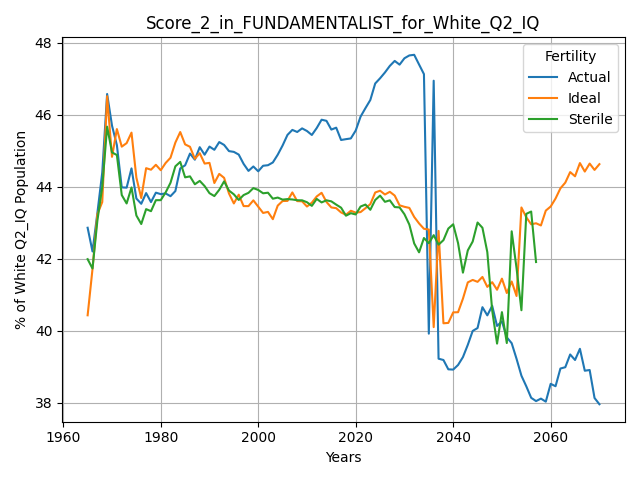 Score_2_in_FUNDAMENTALIST_for_White_Q2_IQ
48
46
44
42
40
38
% of White Q2_IQ Population
Fertility
Actual
Ideal
Sterile
1960
1980
2000
2020
2040
2060
Years